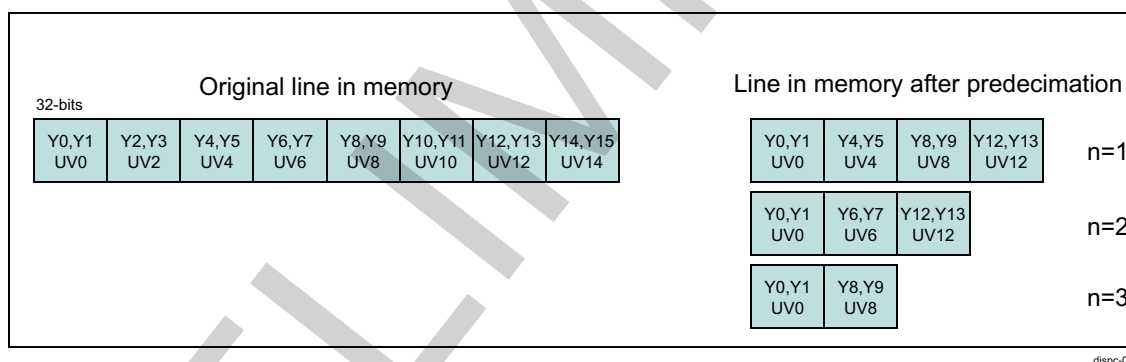 Original line in memory
Line in memory after predecimation
32-bits
Y0,Y1 Y2,Y3 Y4,Y5 Y6,Y7 Y8,Y9 Y10,Y11 Y12,Y13 Y14,Y15
UV0 UV2 UV4 UV6 UV8 UV10 UV12 UV14
Y0,Y1 Y4,Y5 Y8,Y9 Y12,Y13
UV0 UV4 UV8 UV12
n=1
Y0,Y1 Y6,Y7 Y12,Y13
UV0 UV6 UV12
n=2
Y0,Y1 Y8,Y9
UV0 UV8
n=3